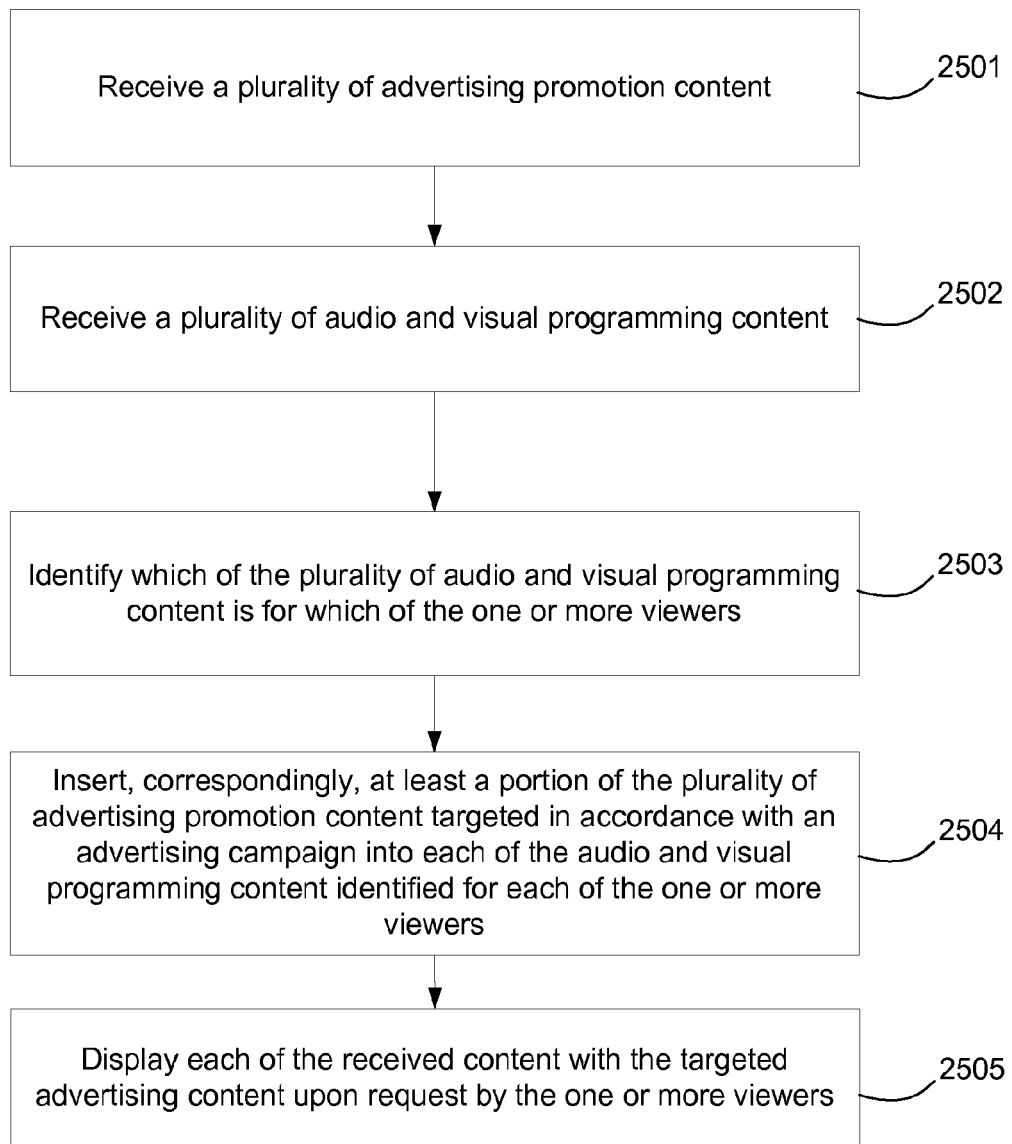 Receive a plurality of advertising promotion content
2501
Receive a plurality of audio and visual programming content
2502
Identify which of the plurality of audio and visual programming
content is for which of the one or more viewers
2503
Insert, correspondingly, at least a portion of the plurality of
advertising promotion content targeted in accordance with an
advertising campaign into each of the audio and visual
programming content identified for each of the one or more
viewers
2504
Display each of the received content with the targeted
advertising content upon request by the one or more viewers
2505